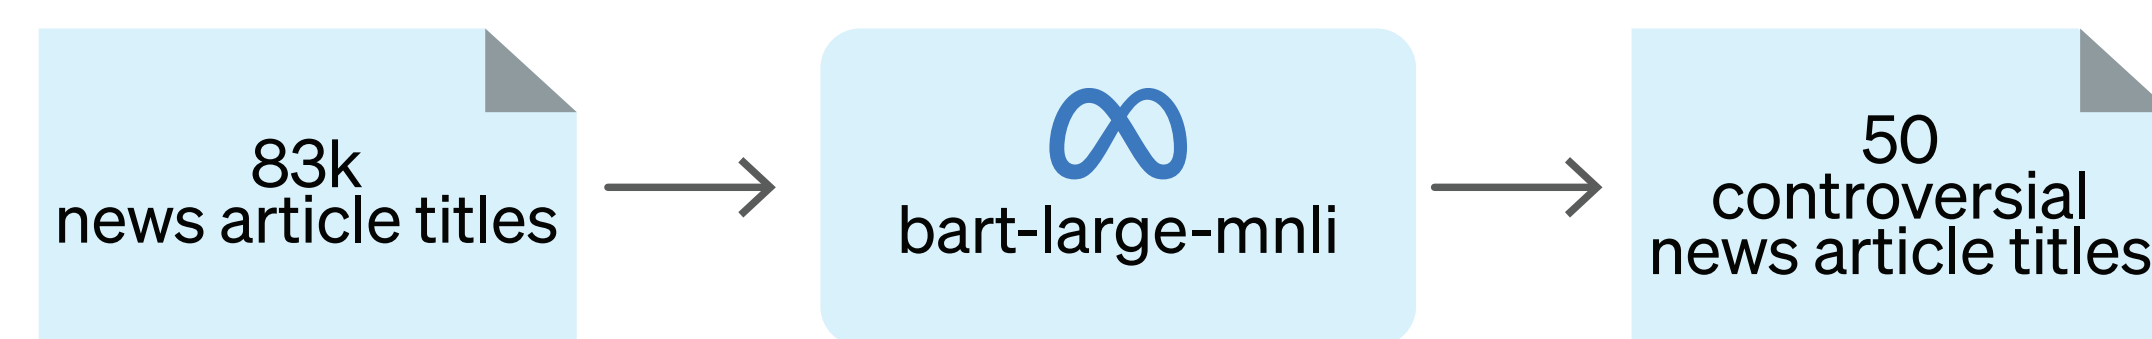 83k
news article titles
bart-large-mnli
50
controversial
news article titles